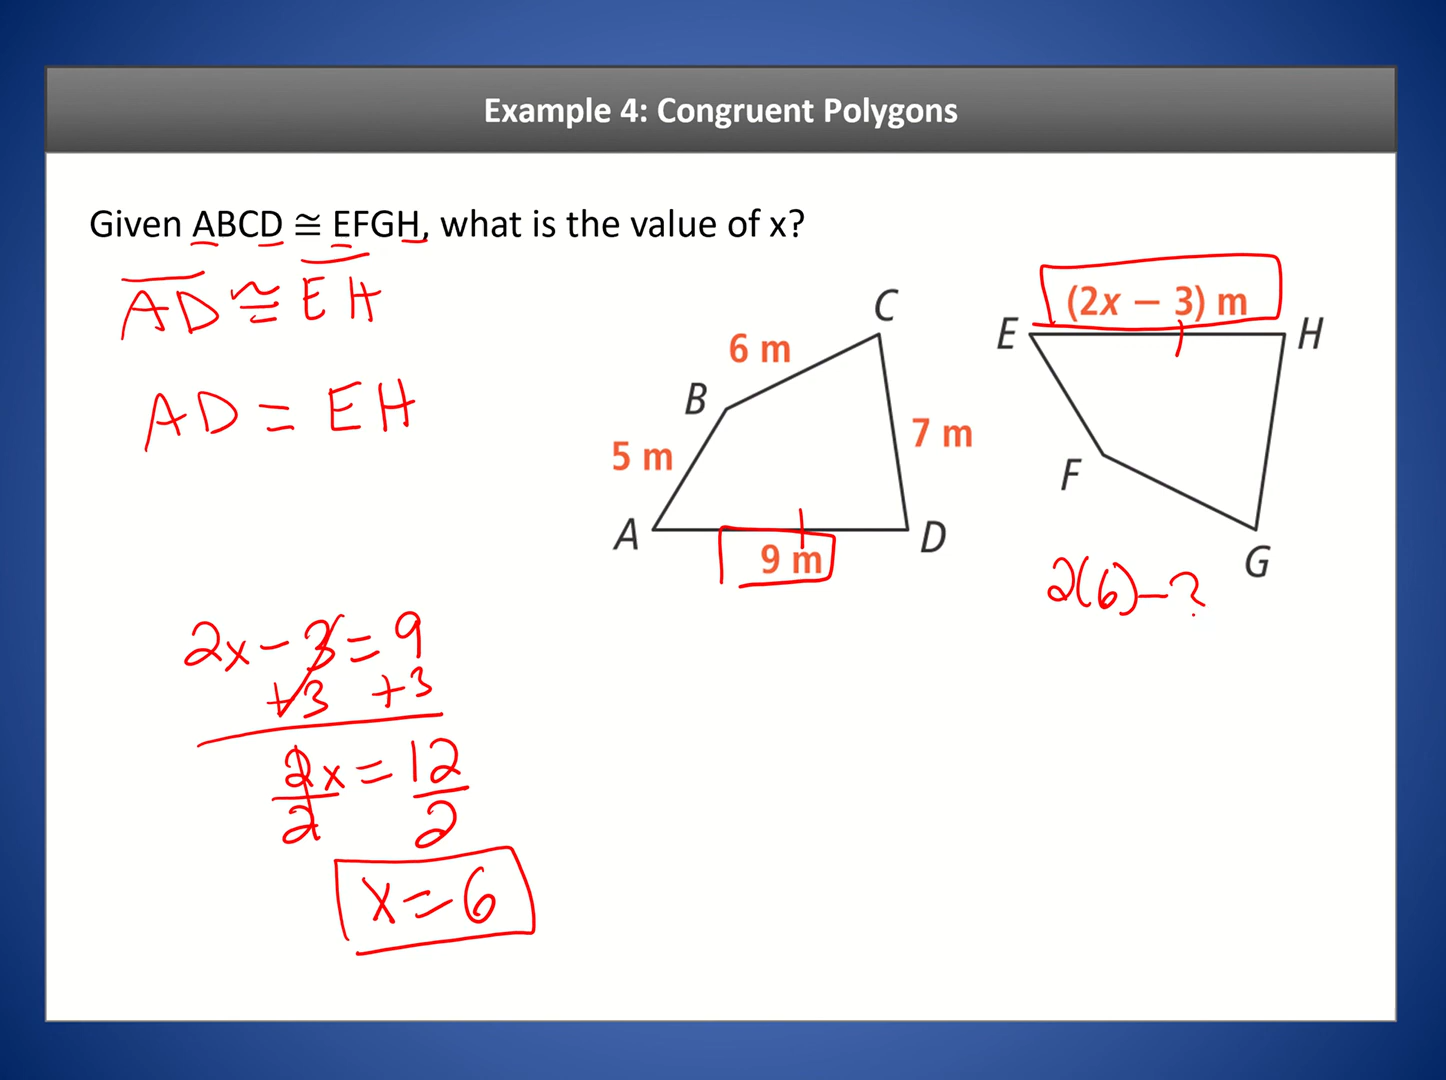 Example 4: Congruent Polygons
Given ABCD ≅ EFGH, what is the value of x?
AD ≅ EH
AD = EH
C
6 m
B
5 m
7 m
A
D
9 m
(2x − 3) m
E
H
F
G
2(6) − ?
2x − 3 = 9
+3 +3
2x = 12
2 2
x = 6